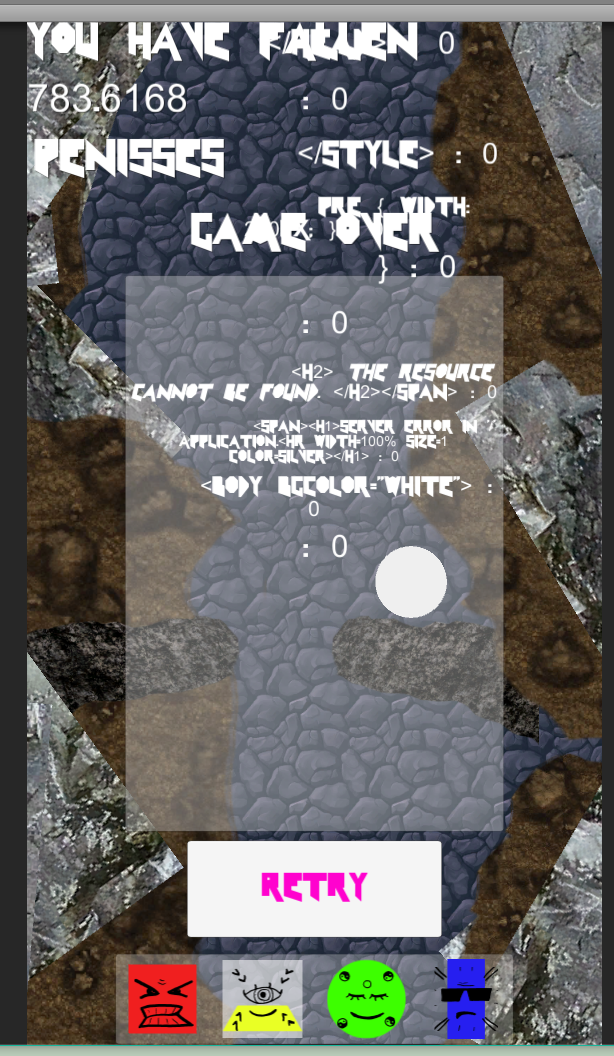 YOU HAVE FALLEN 0
783.6168 : 0
PENISSES </STYLE> : 0
PRE { WIDTH:
GAME OVER
} : 0
: 0
<H2> THE RESOURCE
CANNOT BE FOUND. </H2></SPAN> : 0
<SPAN><H1>SERVER ERROR IN '/'
APPLICATION.<HR WIDTH=100% SIZE=1
COLOR=SILVER></H1> : 0
<BODY BGCOLOR="WHITE"> :
0
: 0
RETRY